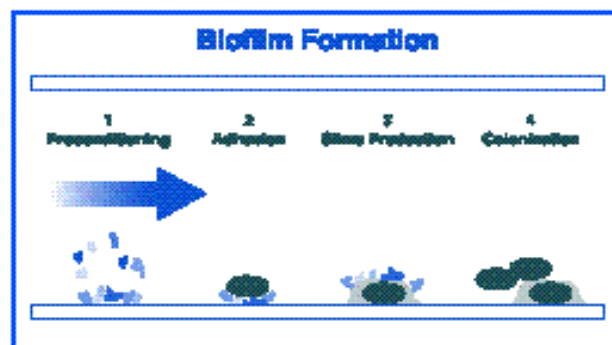 Biofilm Formation
1
Preconditioning
2
Adhesion
3
Slime Production
4
Colonization